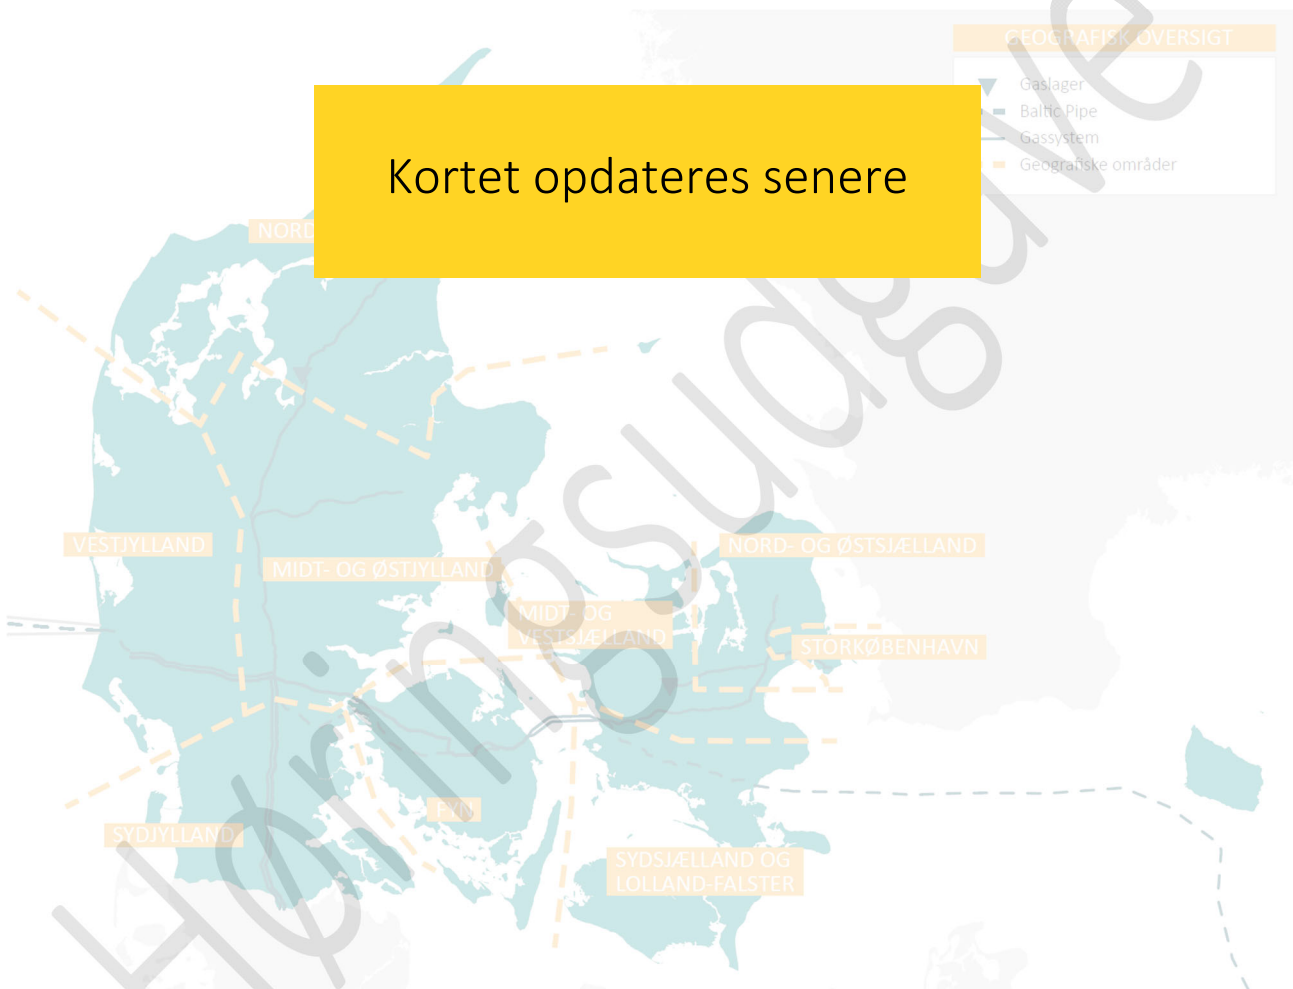 GEOGRAFISK OVERSIGT
Gaslager
Baltic Pipe
Gassystem
Geografiske områder
Kortet opdateres senere
NORD
VESTJYLLAND
MIDT- OG ØSTJYLLAND
NORD- OG ØSTSJÆLLAND
MIDT- OG
VESTSJÆLLAND
STORKØBENHAVN
FYN
SYDJYLLAND
SYDSJÆLLAND OG
LOLLAND-FALSTER
Høringsudgave